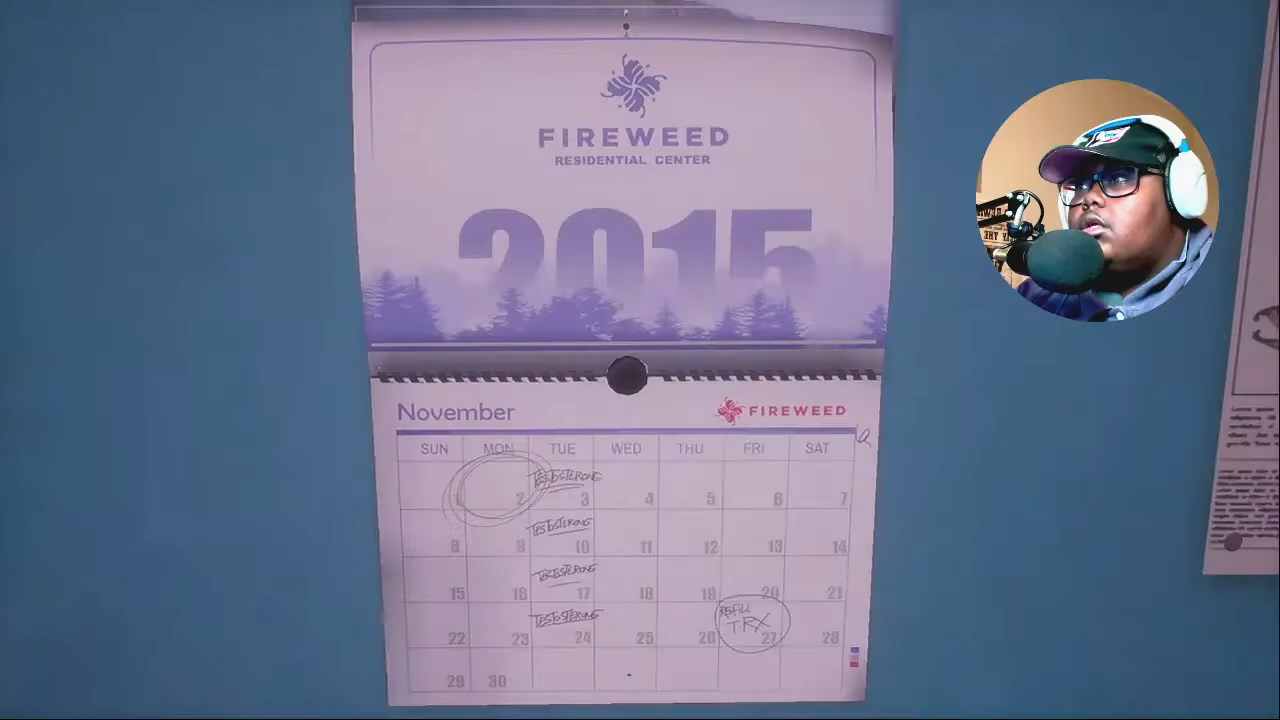 FIREWEED
RESIDENTIAL CENTER
2015
November
FIREWEED
SUN MON TUE WED THU FRI SAT
TESTOSTERONE
1 2 3 4 5 6 7
TESTOSTERONE
8 9 10 11 12 13 14
TESTOSTERONE
15 16 17 18 19 20 21
TESTOSTERONE
REFILL
TRX
22 23 24 25 26 27 28
29 30